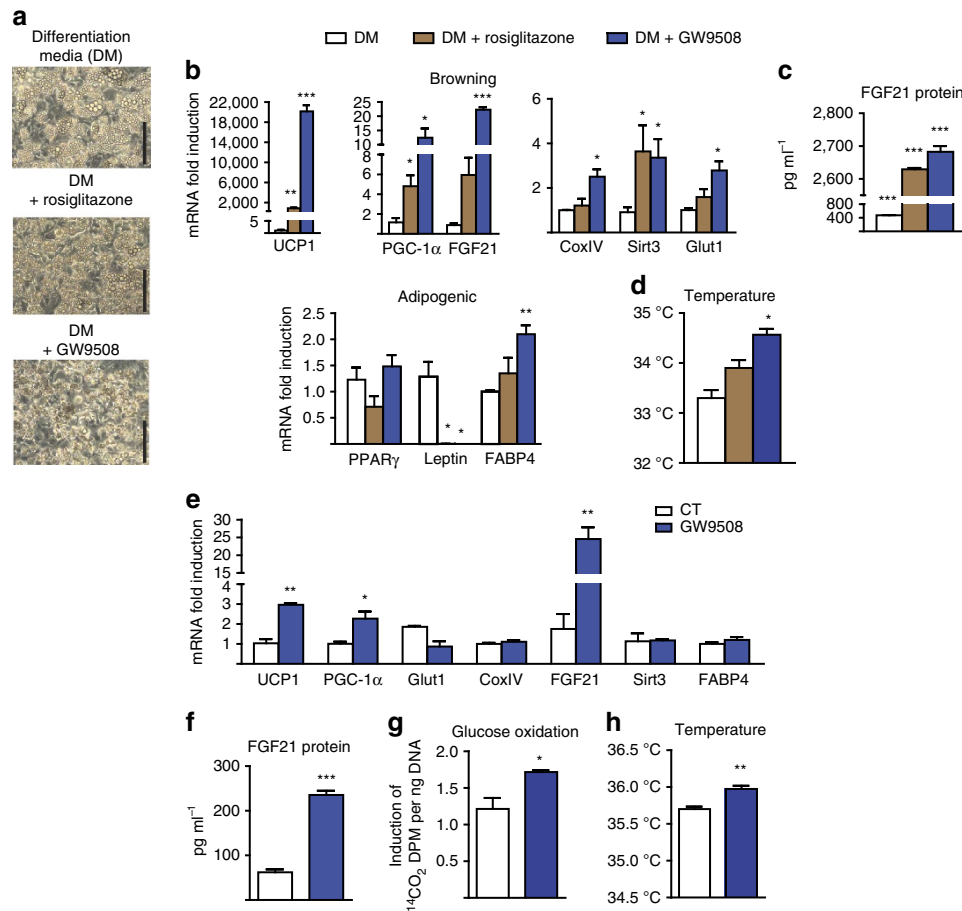 a
Differentiation
media (DM)
DM
+ rosiglitazone
DM
+ GW9508
DM
DM + rosiglitazone
DM + GW9508
b
Browning
mRNA fold induction
22,000
18,000
14,000
10,000
6,000
2,000
5
**
***
UCP1
25
20
15
10
6
4
2
*
*
***
PGC-1α
FGF21
6
4
2
*
*
*
*
CoxIV
Sirt3
Glut1
c
FGF21 protein
pg ml⁻¹
2,700
2,600
800
400
***
***
***
Adipogenic
mRNA fold induction
2.5
2.0
1.5
1.0
0.5
*
*
**
PPARγ
Leptin
FABP4
d
Temperature
35 °C
34 °C
33 °C
32 °C
*
e
CT
GW9508
mRNA fold induction
30
25
20
15
10
4
3
2
1
**
*
**
UCP1
PGC-1α
Glut1
CoxIV
FGF21
Sirt3
FABP4
f
FGF21 protein
pg ml⁻¹
300
200
100
***
g
Glucose oxidation
Induction of
¹⁴CO₂ DPM per ng DNA
2.0
1.5
1.0
0.5
*
h
Temperature
36.5 °C
36.0 °C
35.5 °C
35.0 °C
34.5 °C
**